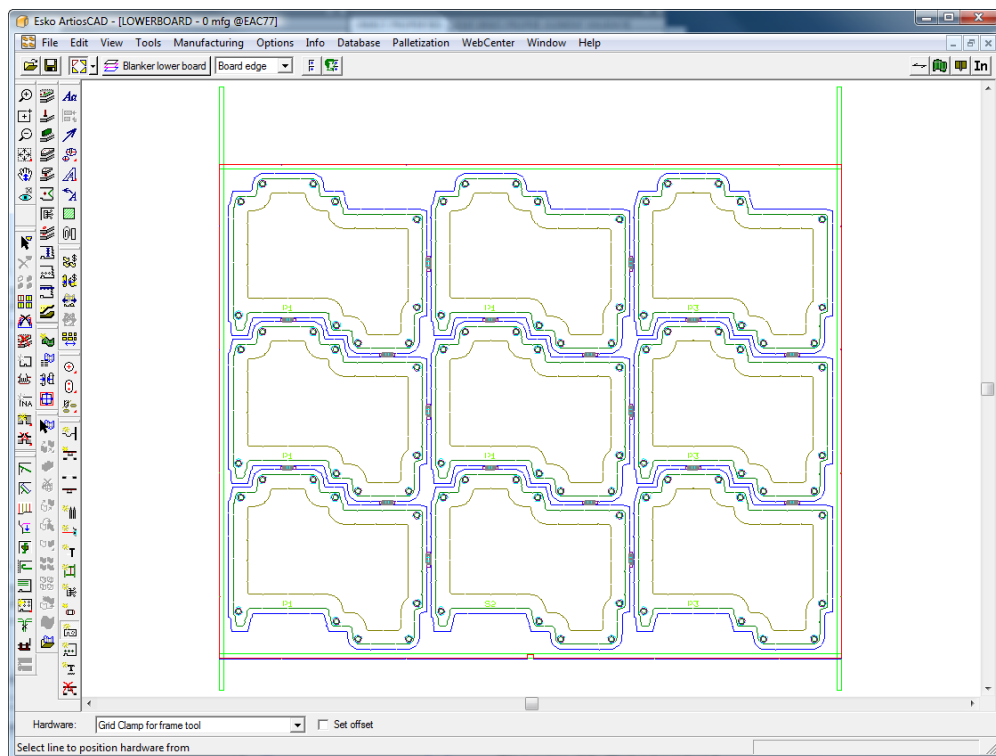 Esko ArtiosCAD - [LOWERBOARD - 0 mfg @EAC77]
File Edit View Tools Manufacturing Options Info Database Palletization WebCenter Window Help
Blanker lower board Board edge In
Aa
A
INA
T
P1 P1 P3
P1 P1 P3
P1 P3
Hardware: Grid Clamp for frame tool Set offset
Select line to position hardware from